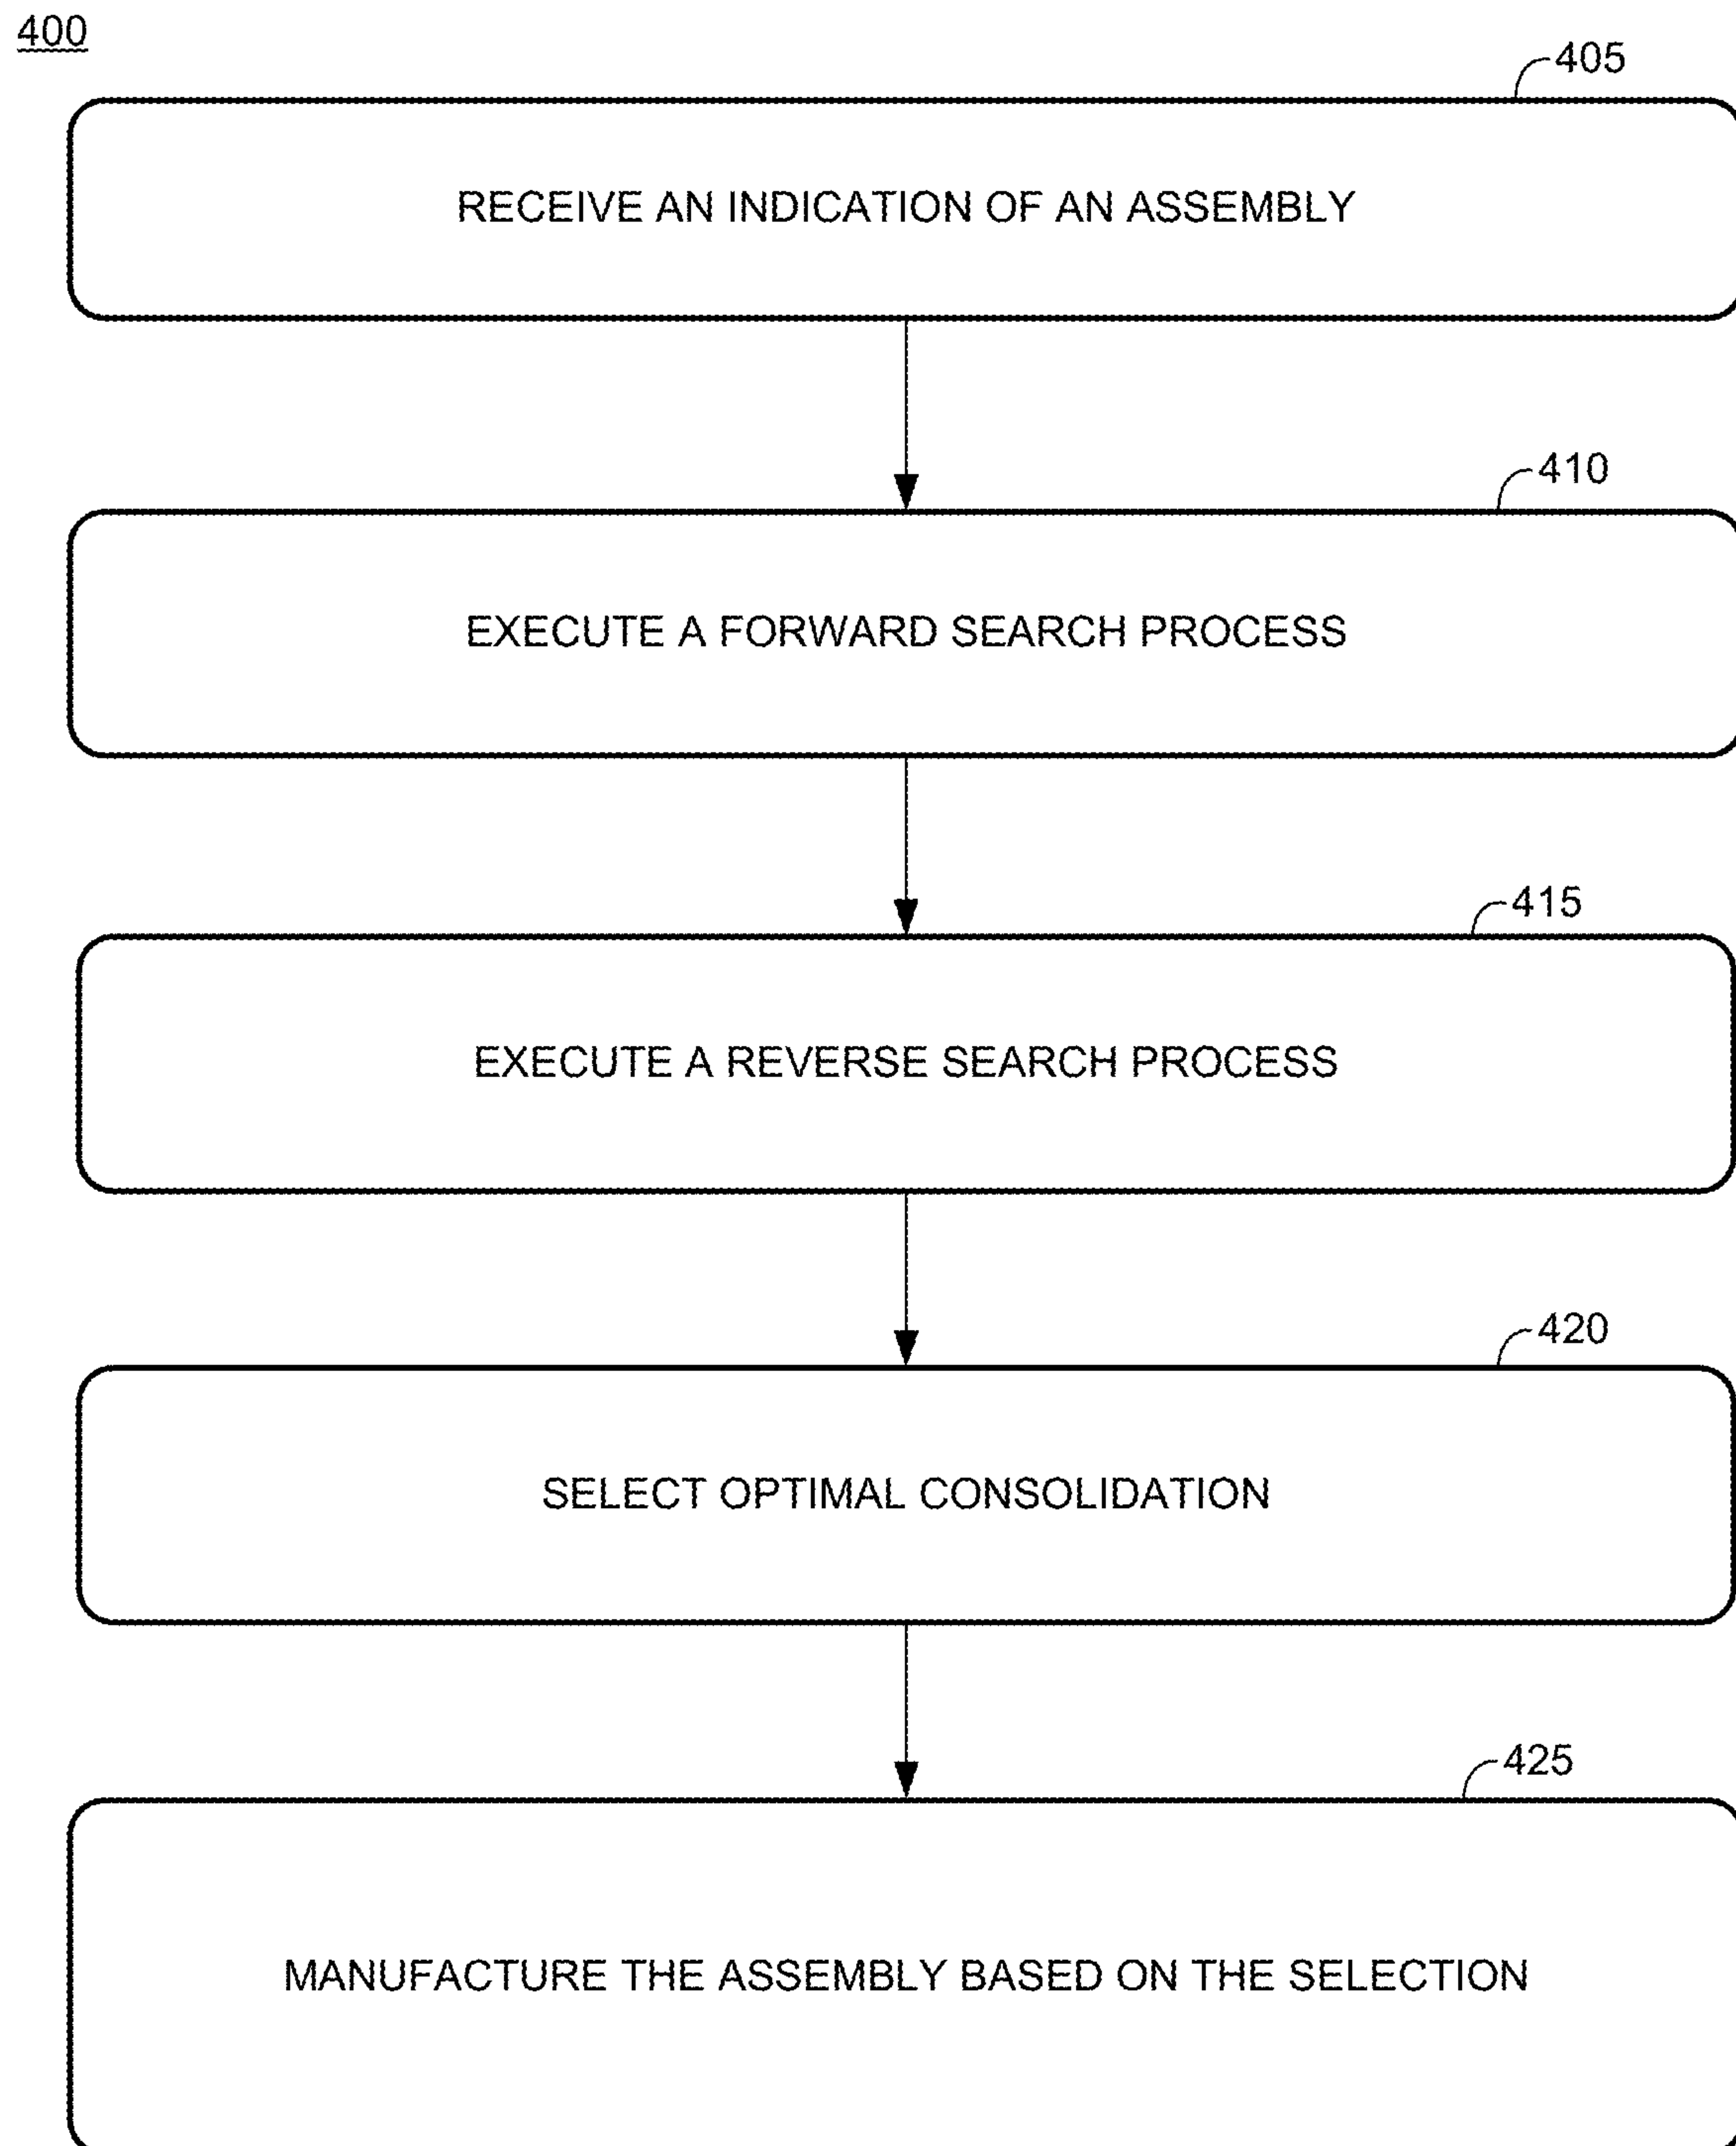 400
405
RECEIVE AN INDICATION OF AN ASSEMBLY
410
EXECUTE A FORWARD SEARCH PROCESS
415
EXECUTE A REVERSE SEARCH PROCESS
420
SELECT OPTIMAL CONSOLIDATION
425
MANUFACTURE THE ASSEMBLY BASED ON THE SELECTION